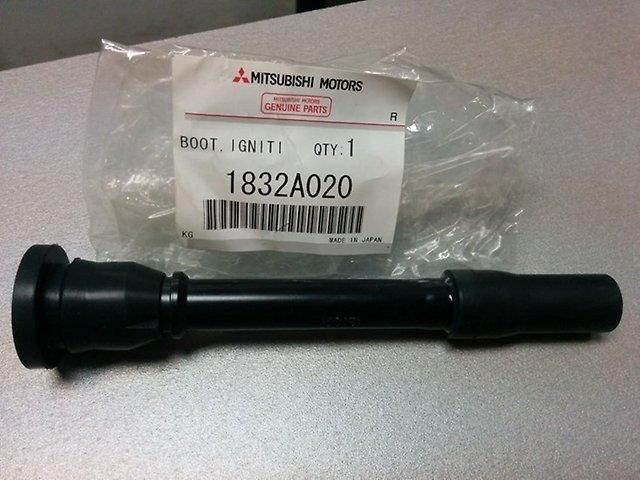 MITSUBISHI MOTORS
MITSUBISHI MOTORS
GENUINE PARTS
R
BOOT, IGNITI QTY:1
1832A020
KG MADE IN JAPAN